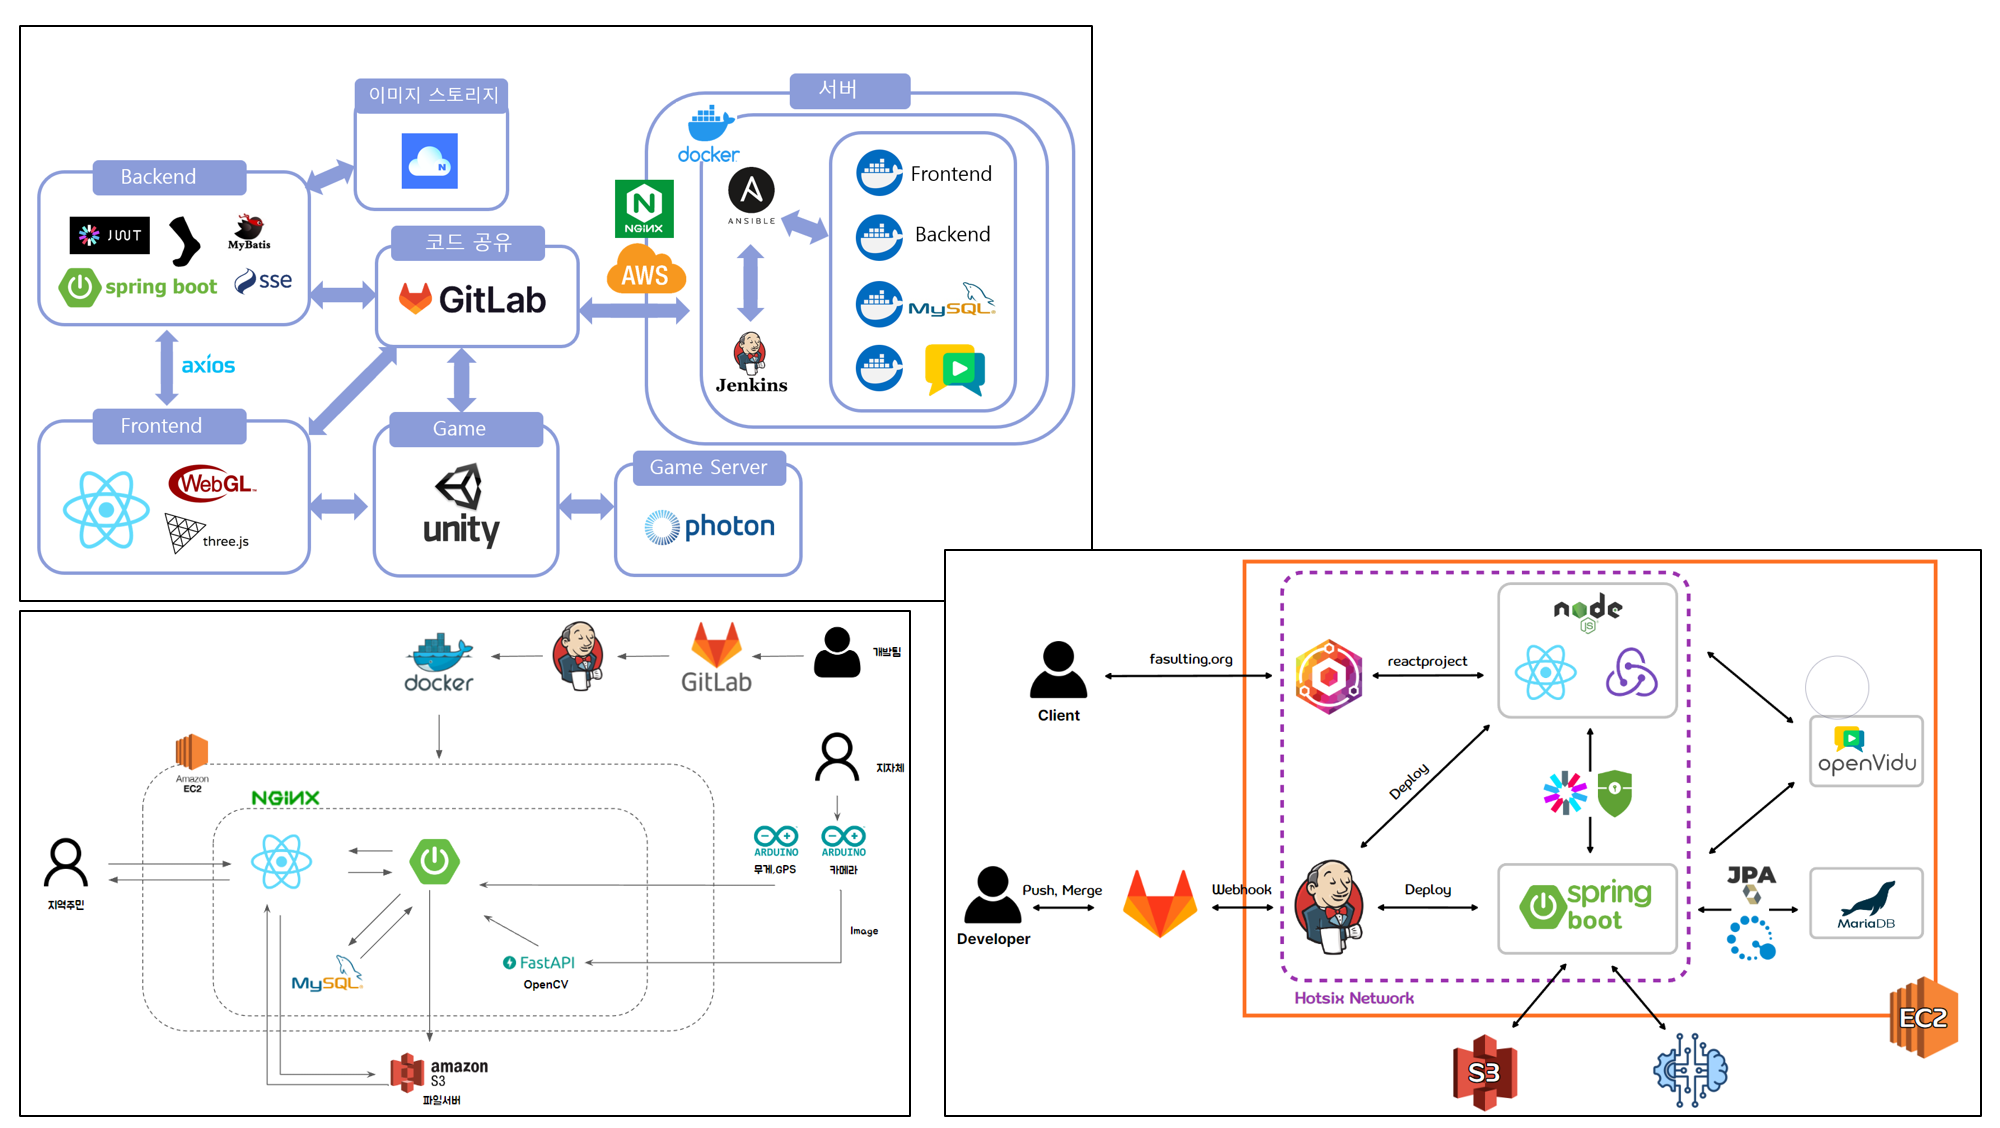 이미지 스토리지
서버
docker
Backend
Frontend
NGiNX
ANSIBLE
JWT
MyBatis
코드 공유
Backend
spring boot
sse
AWS
GitLab
MySQL
axios
Jenkins
Frontend
Game
WebGL
Game Server
unity
photon
three.js
docker
GitLab
개발팀
Amazon
EC2
지자체
NGiNX
ARDUINO
ARDUINO
무게,GPS
카메라
지역주민
Image
MySQL
FastAPI
OpenCV
amazon
S3
파일서버
node
JS
fasulting.org
reactproject
Client
openVidu
Deploy
JPA
Push, Merge
Webhook
Deploy
spring
boot
MariaDB
Developer
Hotsix Network
EC2
S3